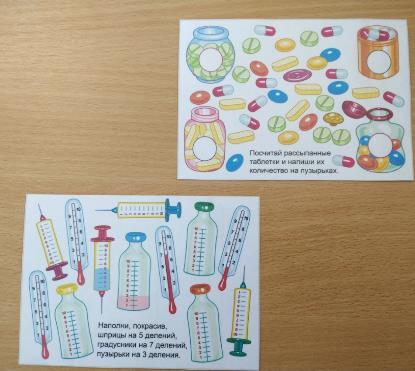 Посчитай рассыпанные
таблетки и напиши их
количество на пузырьках.
Наполни, покрасив,
шприцы на 5 делений,
градусники на 7 делений,
пузырьки на 3 деления.